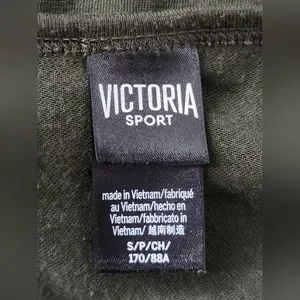 VICTORIA
SPORT
made in Vietnam/fabriqué
au Vietnam/hecho en
Vietnam/fabbricato in
Vietnam/ 越南制造
S/P/CH/
170/88A